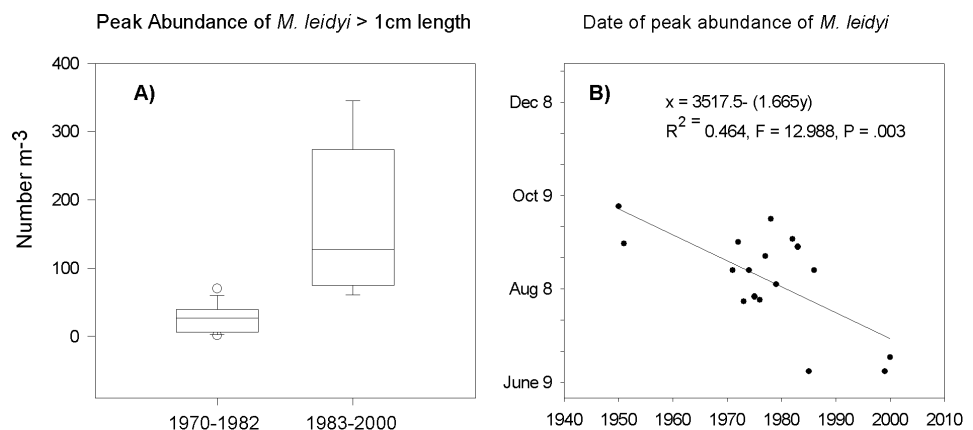 Peak Abundance of M. leidyi > 1cm length
A)
Number m-3
400
300
200
100
0
1970-1982 1983-2000
Date of peak abundance of M. leidyi
B)
x = 3517.5- (1.665y)
R2 = 0.464, F = 12.988, P = .003
Dec 8
Oct 9
Aug 8
June 9
1940 1950 1960 1970 1980 1990 2000 2010